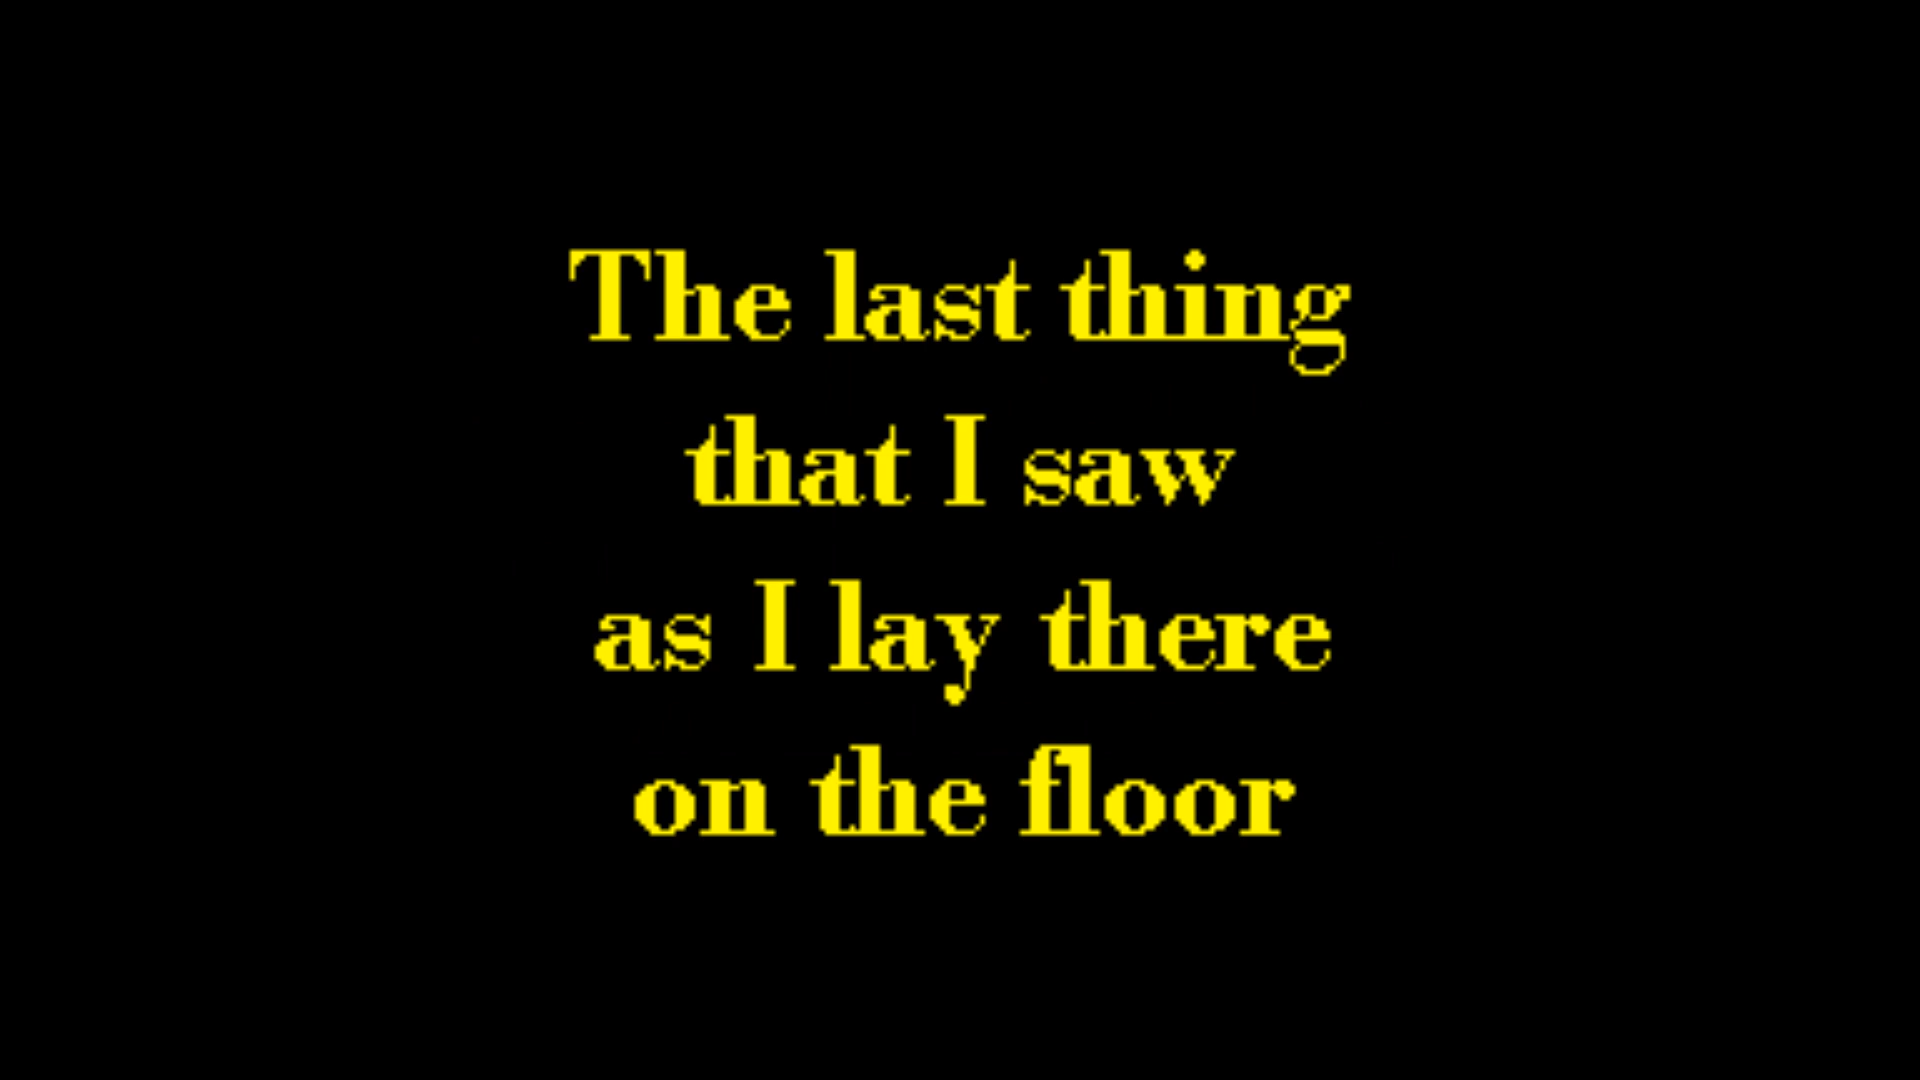 The last thing
that I saw
as I lay there
on the floor